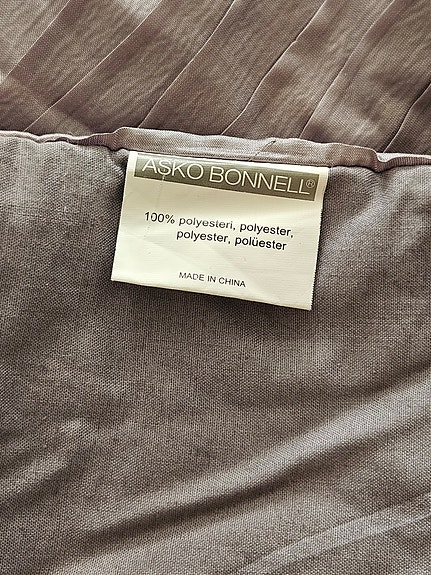 ASKO BONNELL®
100% polyesteri, polyester,
polyester, polüester
MADE IN CHINA